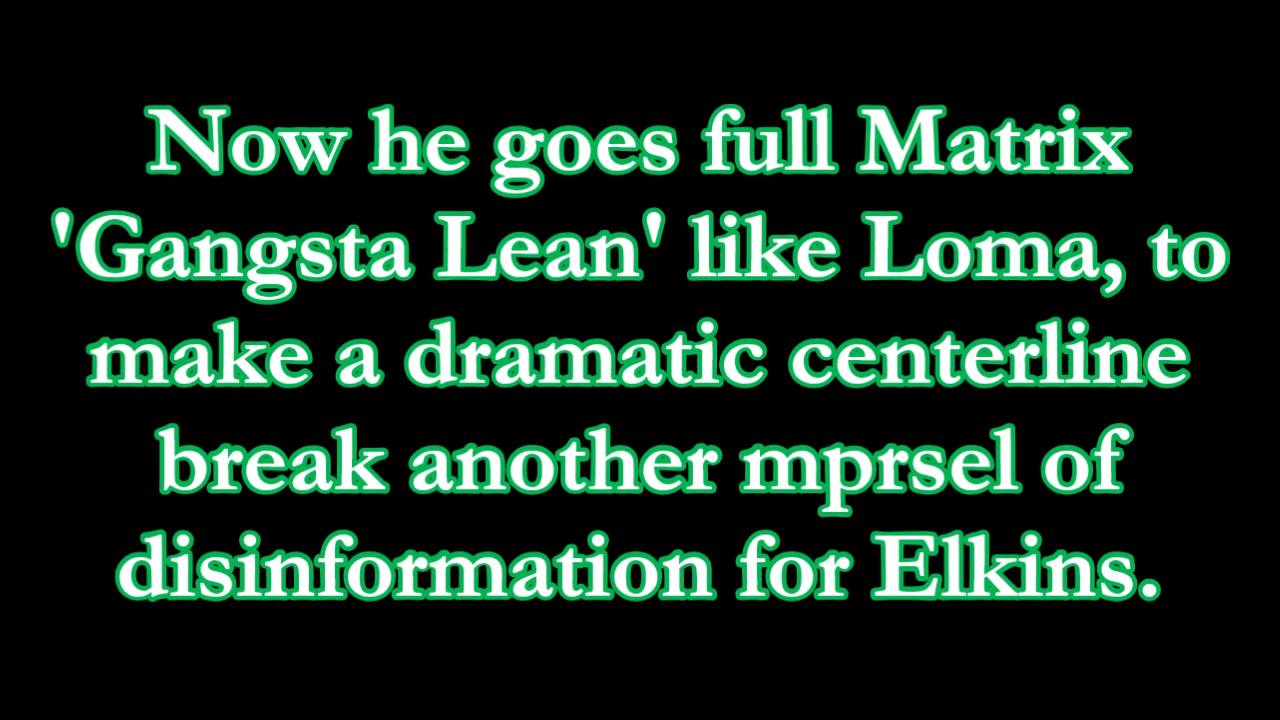 Now he goes full Matrix
'Gangsta Lean' like Loma, to
make a dramatic centerline
break another mprsel of
disinformation for Elkins.